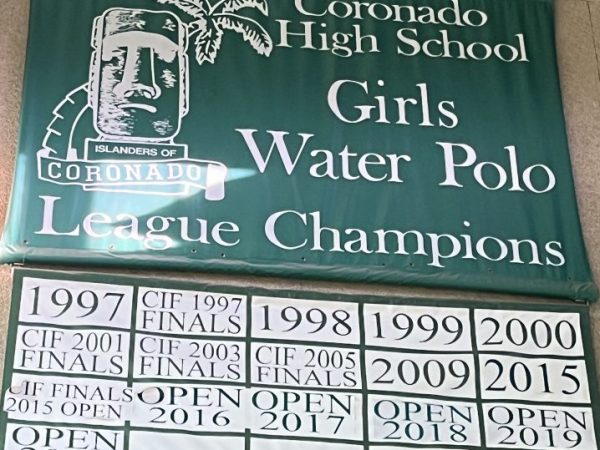 Coronado
High School
Girls
Water Polo
League Champions
ISLANDERS OF
CORONADO
1997
CIF 1997
FINALS
1998
1999
2000
CIF 2001
FINALS
CIF 2003
FINALS
CIF 2005
FINALS
2009
2015
CIF FINALS
2015 OPEN
OPEN
2016
OPEN
2017
OPEN
2018
OPEN
2019
OPEN